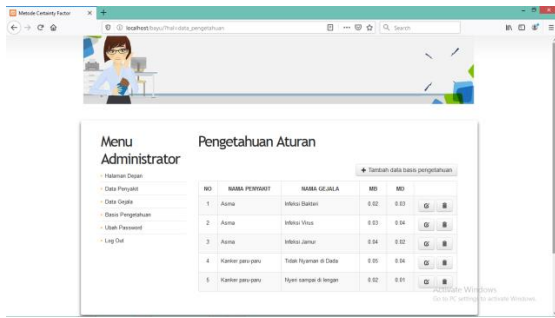 Metode Certainty Factor
localhost/bayu/?hal=data_pengetahuan
Search
Menu
Administrator
Halaman Depan
Data Penyakit
Data Gejala
Basis Pengetahuan
Ubah Password
Log Out
Pengetahuan Aturan
Tambah data basis pengetahuan
NO NAMA PENYAKIT NAMA GEJALA MB MD
1 Asma Infeksi Bakteri 0.02 0.03
2 Asma Infeksi Virus 0.03 0.04
3 Asma Infeksi Jamur 0.04 0.02
4 Kanker paru-paru Tidak Nyaman di Dada 0.05 0.04
5 Kanker paru-paru Nyeri sampai di lengan 0.02 0.01
Activate Windows
Go to PC settings to activate Windows.